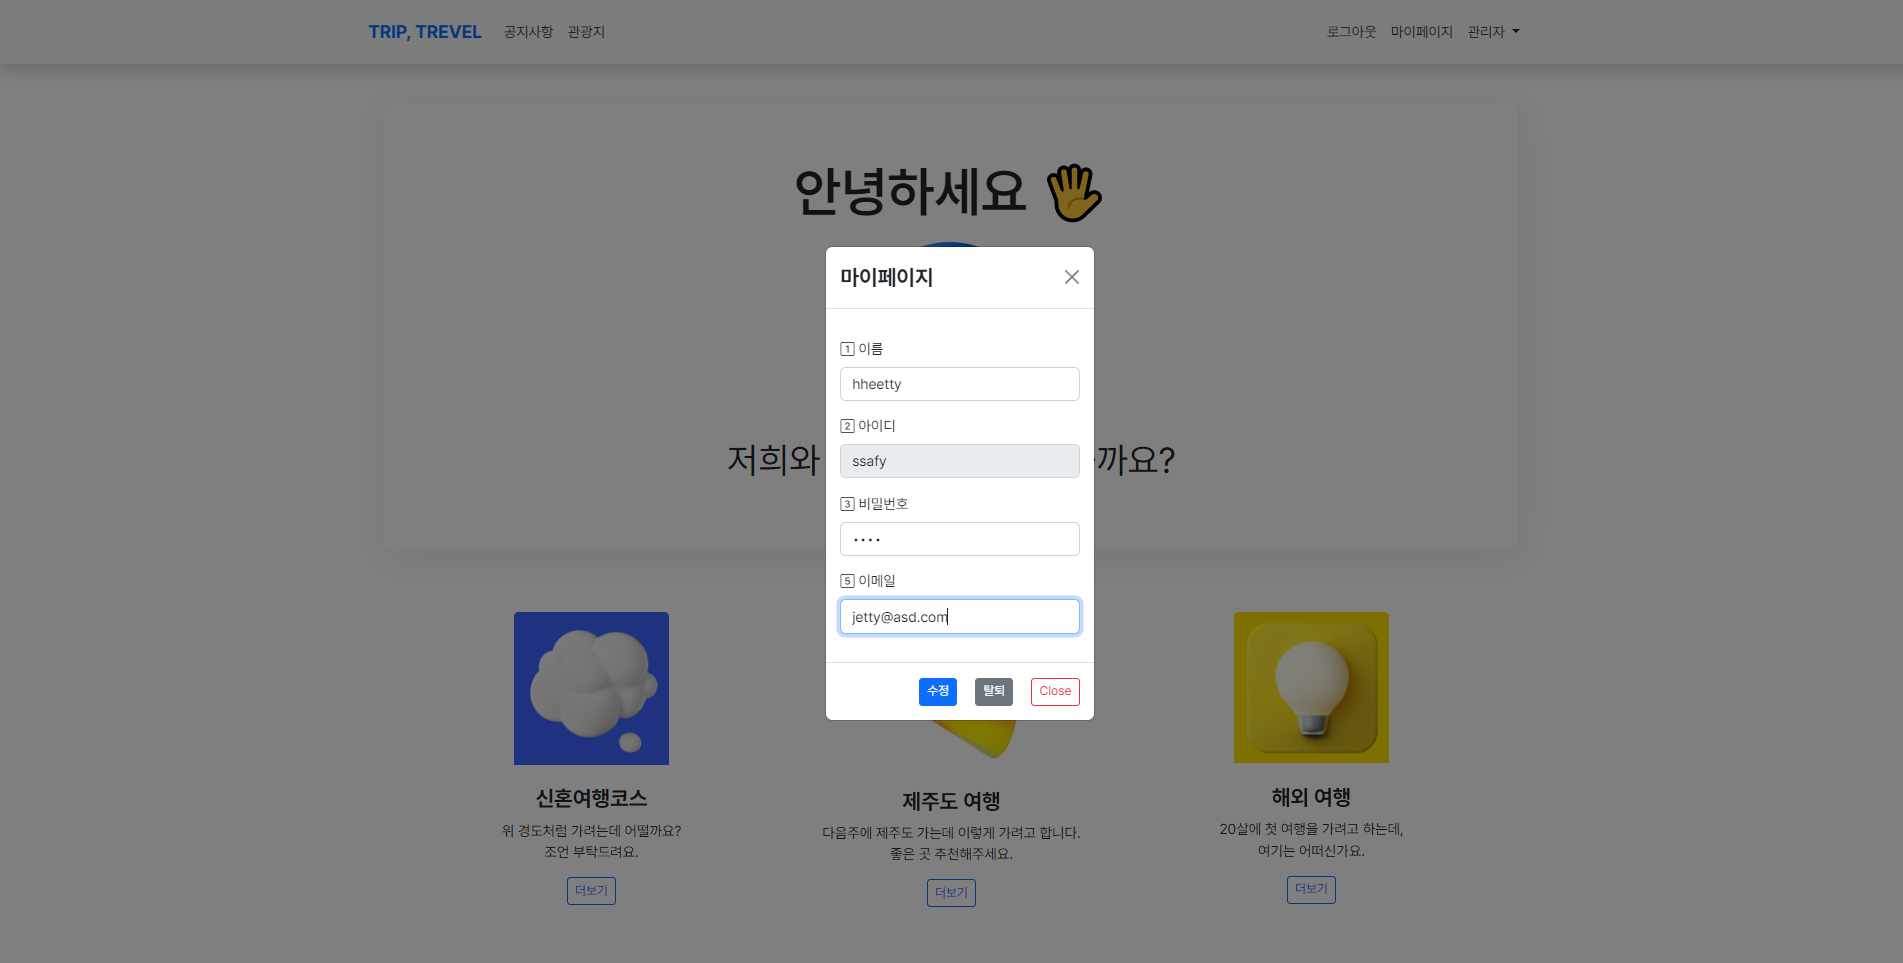 TRIP, TREVEL 공지사항 관광지 로그아웃 마이페이지 관리자
안녕하세요
마이페이지
1 이름
hheetty
2 아이디
ssafy
3 비밀번호
••••
5 이메일
jetty@asd.com
수정 탈퇴 Close
저희와 까요?
신혼여행코스
위 경도처럼 가려는데 어떨까요?
조언 부탁드려요.
더보기
제주도 여행
다음주에 제주도 가는데 이렇게 가려고 합니다.
좋은 곳 추천해주세요.
더보기
해외 여행
20살에 첫 여행을 가려고 하는데,
여기는 어떠신가요.
더보기